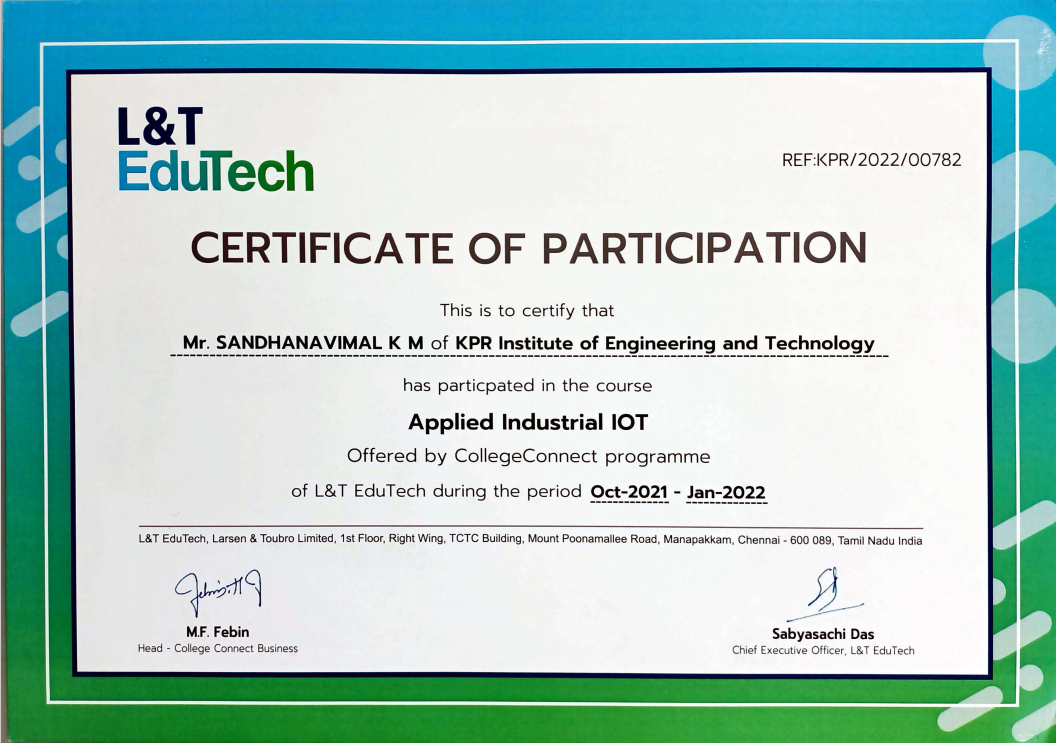 L&T
EduTech
REF:KPR/2022/00782
CERTIFICATE OF PARTICIPATION
This is to certify that
Mr. SANDHANAVIMAL K M of KPR Institute of Engineering and Technology
has particpated in the course
Applied Industrial IOT
Offered by CollegeConnect programme
of L&T EduTech during the period Oct-2021 - Jan-2022
L&T EduTech, Larsen & Toubro Limited, 1st Floor, Right Wing, TCTC Building, Mount Poonamallee Road, Manapakkam, Chennai - 600 089, Tamil Nadu India
M.F. Febin
Head - College Connect Business
Sabyasachi Das
Chief Executive Officer, L&T EduTech